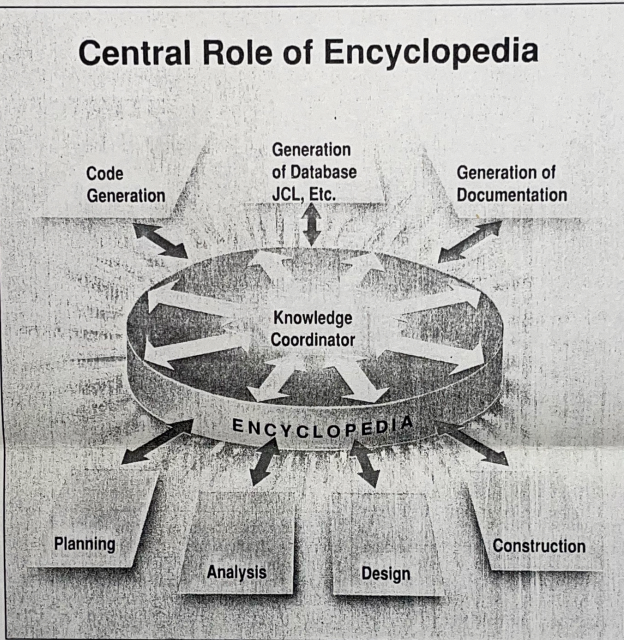 Central Role of Encyclopedia
Code
Generation
Generation
of Database
JCL, Etc.
Generation of
Documentation
Knowledge
Coordinator
ENCYCLOPEDIA
Planning
Analysis
Design
Construction